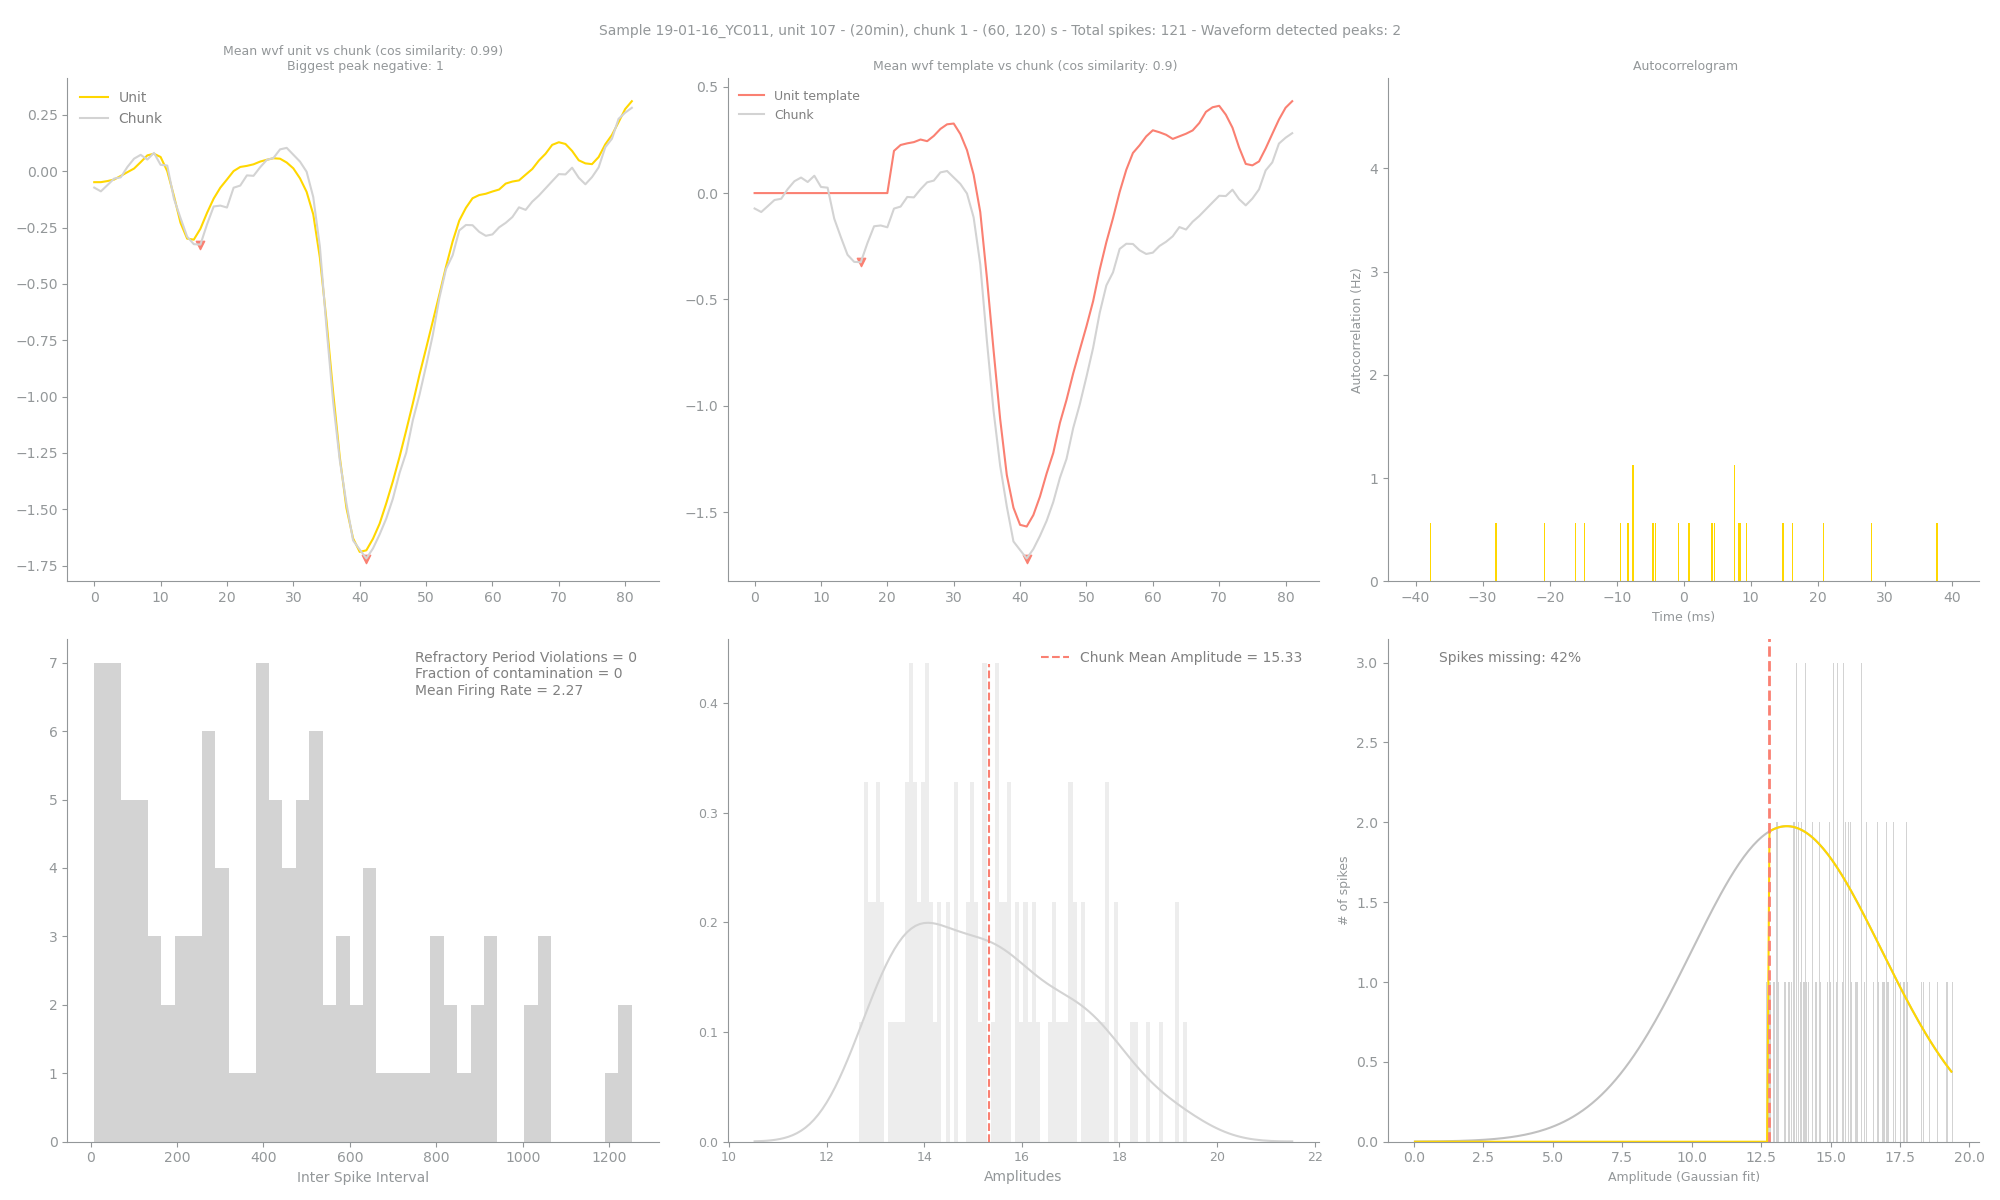 Sample 19-01-16_YC011, unit 107 - (20min), chunk 1 - (60, 120) s - Total spikes: 121 - Waveform detected peaks: 2
Mean wvf unit vs chunk (cos similarity: 0.99)
Biggest peak negative: 1
Unit
Chunk
0.25
0.00
−0.25
−0.50
−0.75
−1.00
−1.25
−1.50
−1.75
0 10 20 30 40 50 60 70 80
Mean wvf template vs chunk (cos similarity: 0.9)
Unit template
Chunk
0.5
0.0
−0.5
−1.0
−1.5
0 10 20 30 40 50 60 70 80
Autocorrelogram
Autocorrelation (Hz)
4
3
2
1
0
−40 −30 −20 −10 0 10 20 30 40
Time (ms)
Refractory Period Violations = 0
Fraction of contamination = 0
Mean Firing Rate = 2.27
7
6
5
4
3
2
1
0
0 200 400 600 800 1000 1200
Inter Spike Interval
Chunk Mean Amplitude = 15.33
0.4
0.3
0.2
0.1
0.0
10 12 14 16 18 20 22
Amplitudes
Spikes missing: 42%
# of spikes
3.0
2.5
2.0
1.5
1.0
0.5
0.0
0.0 2.5 5.0 7.5 10.0 12.5 15.0 17.5 20.0
Amplitude (Gaussian fit)